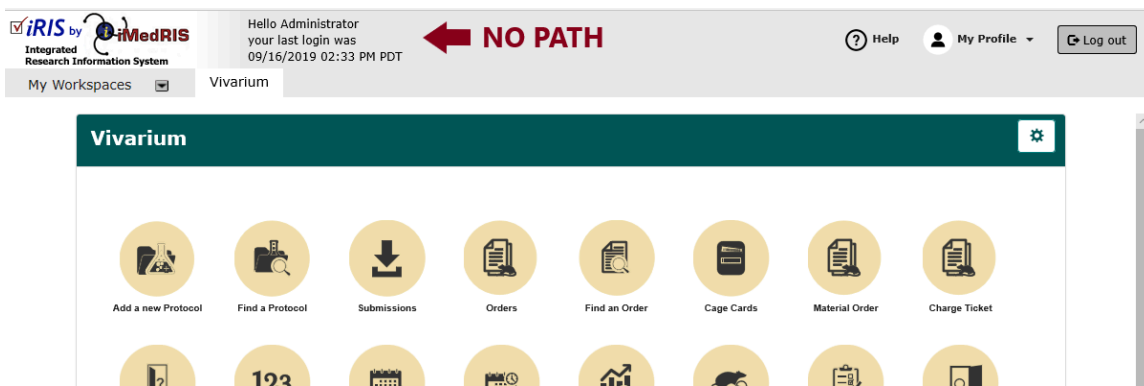 iRIS by iMedRIS
Integrated
Research Information System
Hello Administrator
your last login was
09/16/2019 02:33 PM PDT
NO PATH
? Help
My Profile
Log out
My Workspaces
Vivarium
Vivarium
Add a new Protocol
Find a Protocol
Submissions
Orders
Find an Order
Cage Cards
Material Order
Charge Ticket
?
123